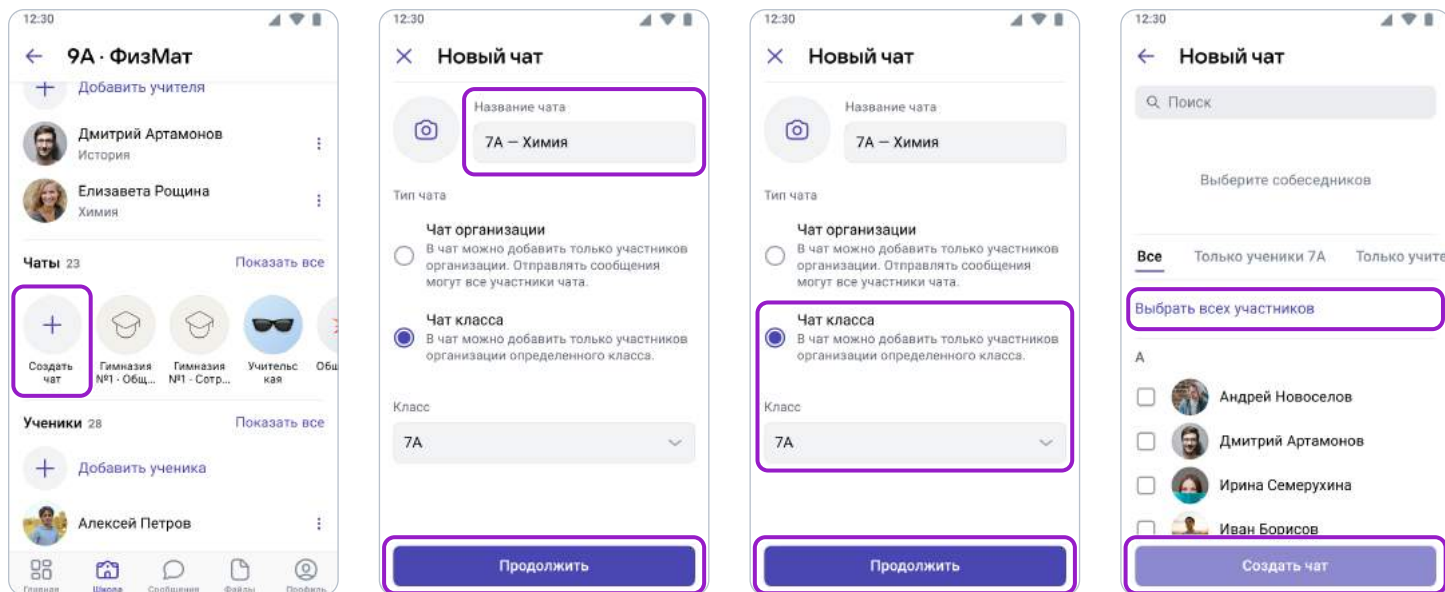 12:30
9А · ФизМат
Добавить учителя
Дмитрий Артамонов
История
Елизавета Рощина
Химия
Чаты 23
Показать все
Создать чат
Гимназия №1 - Общ...
Гимназия №1 - Сотр...
Учительс кая
Общ
Ученики 28
Показать все
Добавить ученика
Алексей Петров
Главная
Школа
Сообщения
Файлы
Профиль
12:30
Новый чат
Название чата
7А — Химия
Тип чата
Чат организации
В чат можно добавить только участников
организации. Отправлять сообщения
могут все участники чата.
Чат класса
В чат можно добавить только участников
организации определенного класса.
Класс
7А
Продолжить
12:30
Новый чат
Название чата
7А — Химия
Тип чата
Чат организации
В чат можно добавить только участников
организации. Отправлять сообщения
могут все участники чата.
Чат класса
В чат можно добавить только участников
организации определенного класса.
Класс
7А
Продолжить
12:30
Новый чат
Поиск
Выберите собеседников
Все
Только ученики 7А
Только учите
Выбрать всех участников
А
Андрей Новоселов
Дмитрий Артамонов
Ирина Семерухина
Иван Борисов
Создать чат